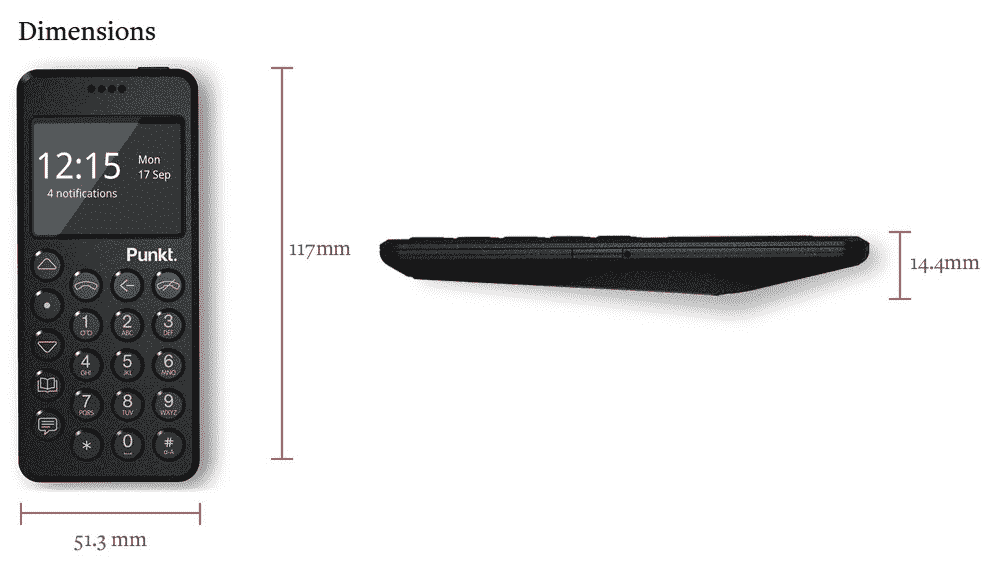 Dimensions
12:15
Mon
17 Sep
4 notifications
Punkt.
1
2 ABC
3 DEF
4 GHI
5 JKL
6 MNO
7 PQRS
8 TUV
9 WXYZ
*
0
#
a-A
117mm
14.4mm
51.3 mm